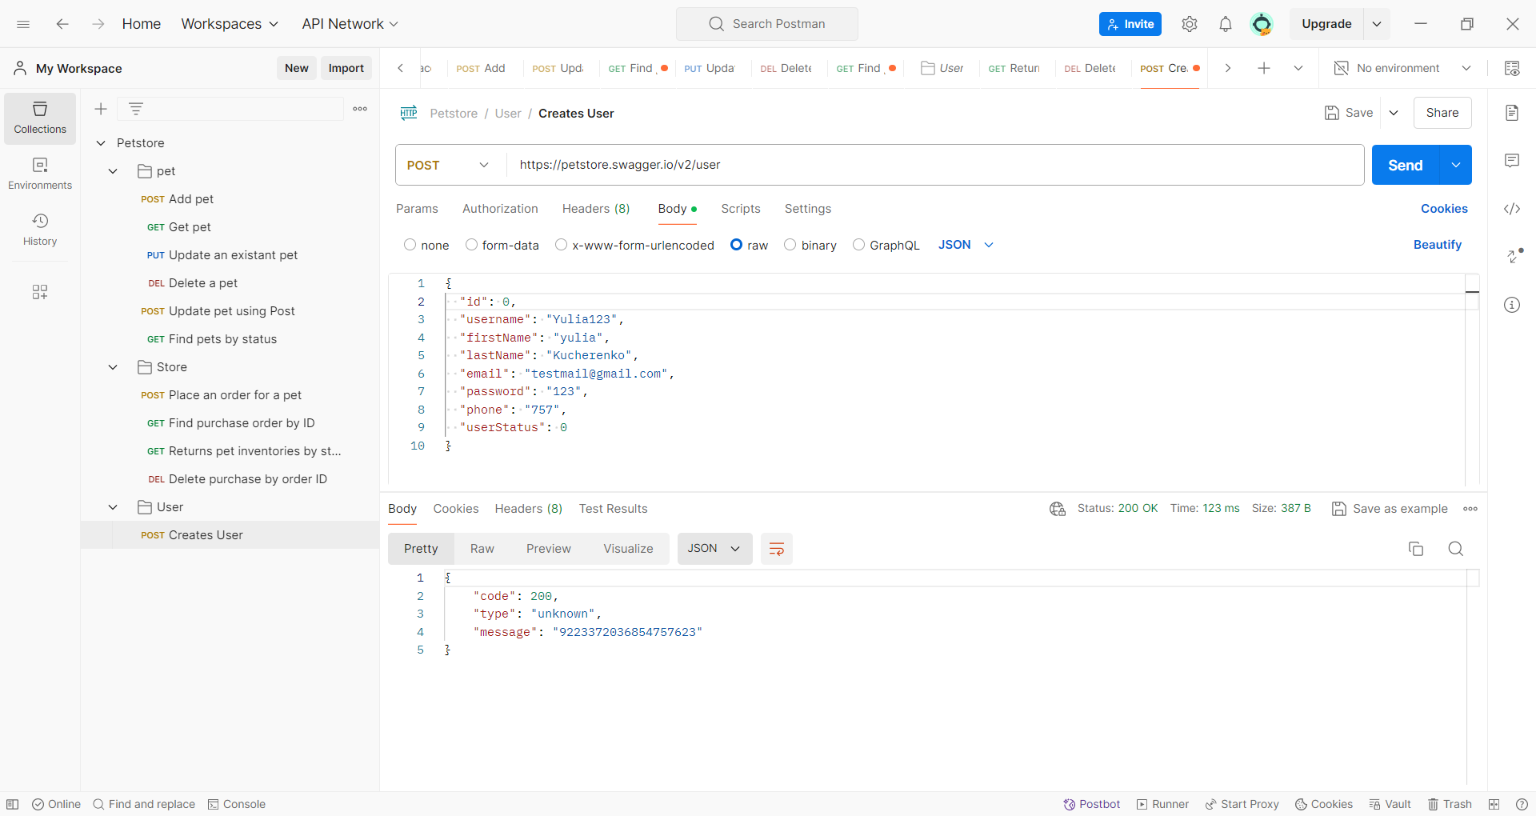 Home Workspaces API Network Search Postman Invite Upgrade
My Workspace New Import POST Add POST Upd GET Find PUT Upda DEL Delete GET Find User GET Return DEL Delete POST Cre No environment
Collections
Environments
History
Petstore
pet
POST Add pet
GET Get pet
PUT Update an existant pet
DEL Delete a pet
POST Update pet using Post
GET Find pets by status
Store
POST Place an order for a pet
GET Find purchase order by ID
GET Returns pet inventories by st...
DEL Delete purchase by order ID
User
POST Creates User
HTTP Petstore / User / Creates User Save Share
POST https://petstore.swagger.io/v2/user Send
Params Authorization Headers (8) Body Scripts Settings Cookies
none form-data x-www-form-urlencoded raw binary GraphQL JSON Beautify
1 {
2 "id": 0,
3 "username": "Yulia123",
4 "firstName": "yulia",
5 "lastName": "Kucherenko",
6 "email": "testmail@gmail.com",
7 "password": "123",
8 "phone": "757",
9 "userStatus": 0
10 }
Body Cookies Headers (8) Test Results Status: 200 OK Time: 123 ms Size: 387 B Save as example
Pretty Raw Preview Visualize JSON
1 {
2 "code": 200,
3 "type": "unknown",
4 "message": "9223372036854757623"
5 }
Online Find and replace Console Postbot Runner Start Proxy Cookies Vault Trash